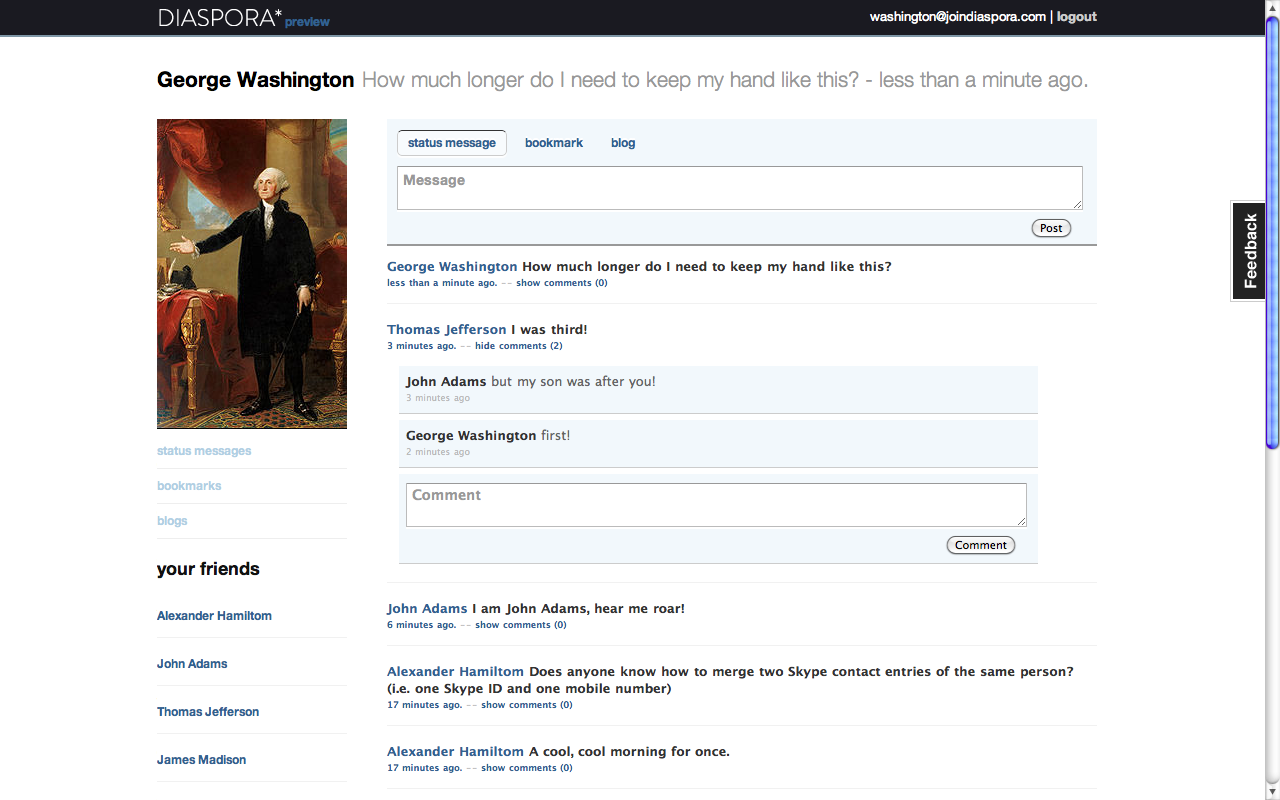 DIASPORA* preview
washington@joindiaspora.com | logout
George Washington How much longer do I need to keep my hand like this? - less than a minute ago.
status message bookmark blog
Message
Post
Feedback
George Washington How much longer do I need to keep my hand like this?
less than a minute ago. -- show comments (0)
Thomas Jefferson I was third!
3 minutes ago. -- hide comments (2)
John Adams but my son was after you!
3 minutes ago
George Washington first!
2 minutes ago
Comment
Comment
John Adams I am John Adams, hear me roar!
6 minutes ago. -- show comments (0)
Alexander Hamiltom Does anyone know how to merge two Skype contact entries of the same person?
(i.e. one Skype ID and one mobile number)
17 minutes ago. -- show comments (0)
Alexander Hamiltom A cool, cool morning for once.
17 minutes ago. -- show comments (0)
status messages
bookmarks
blogs
your friends
Alexander Hamiltom
John Adams
Thomas Jefferson
James Madison